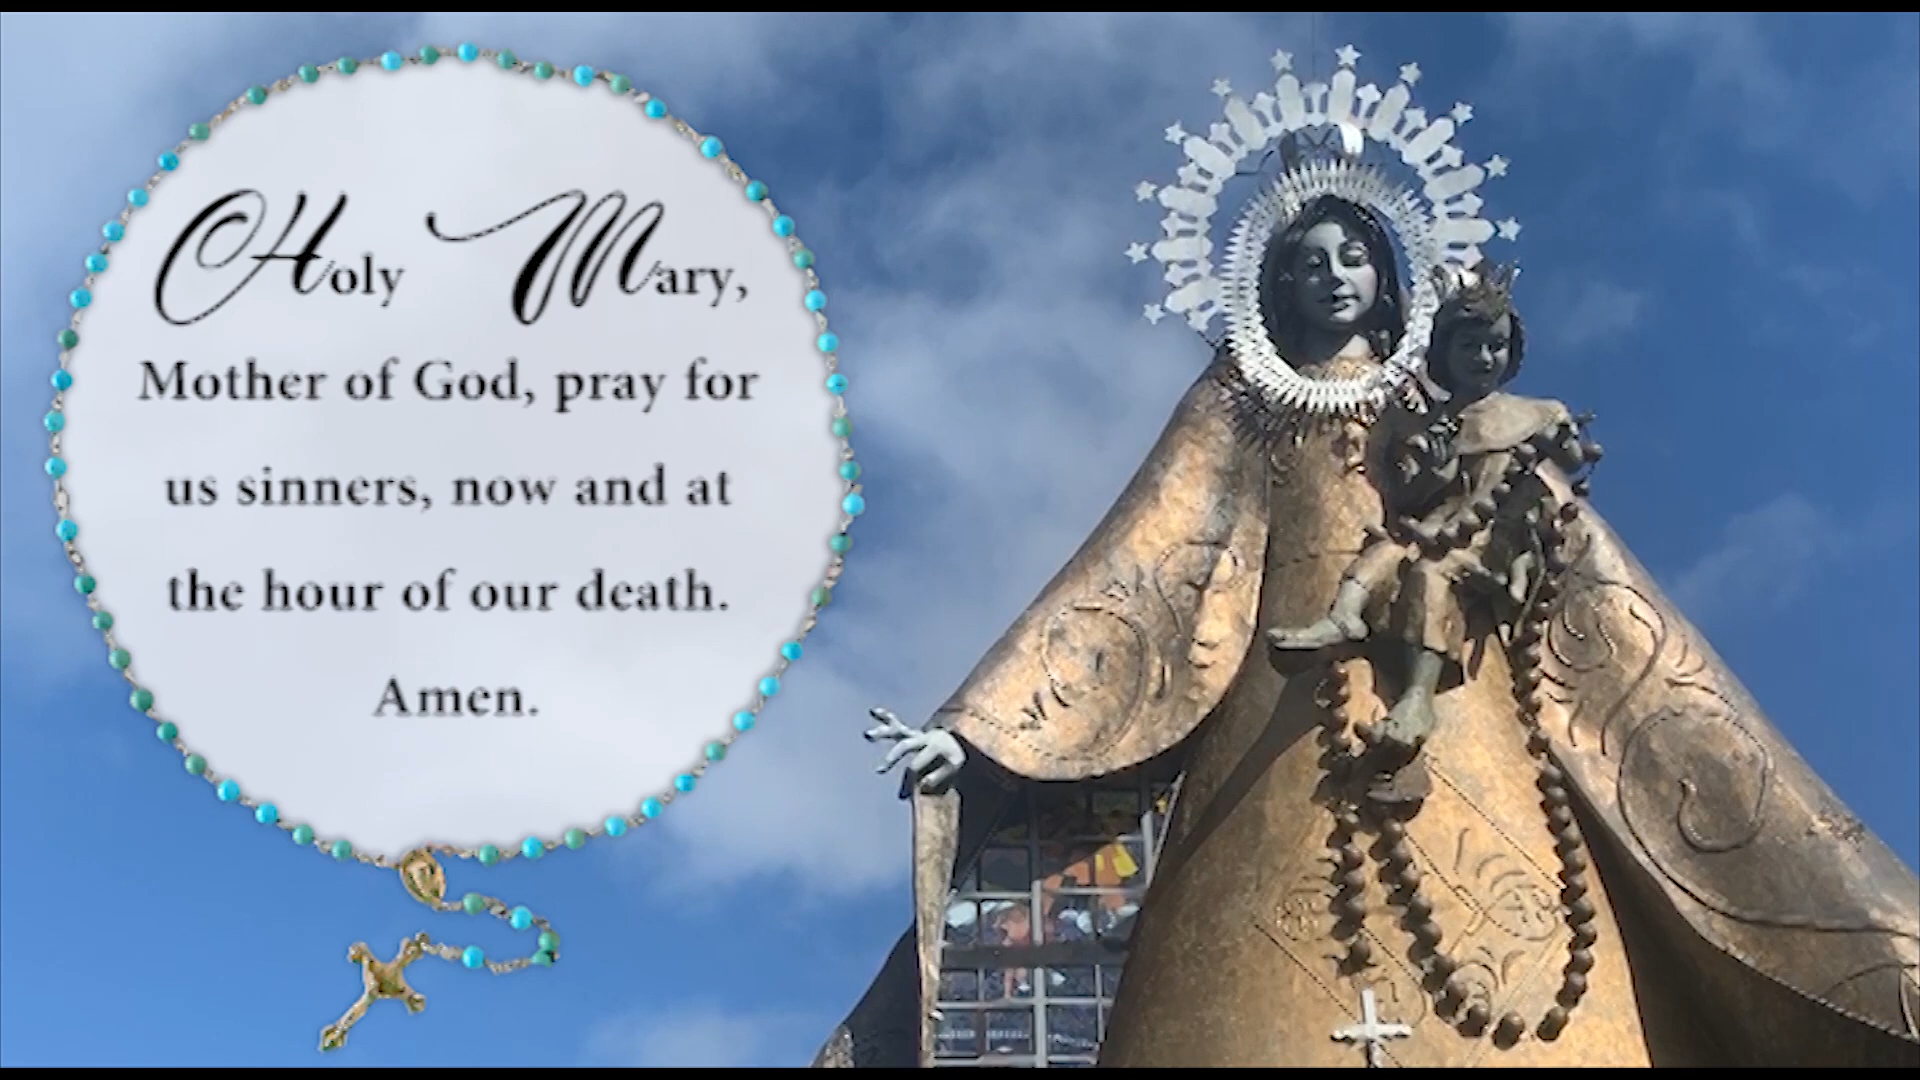 Holy Mary,
Mother of God, pray for
us sinners, now and at
the hour of our death.
Amen.